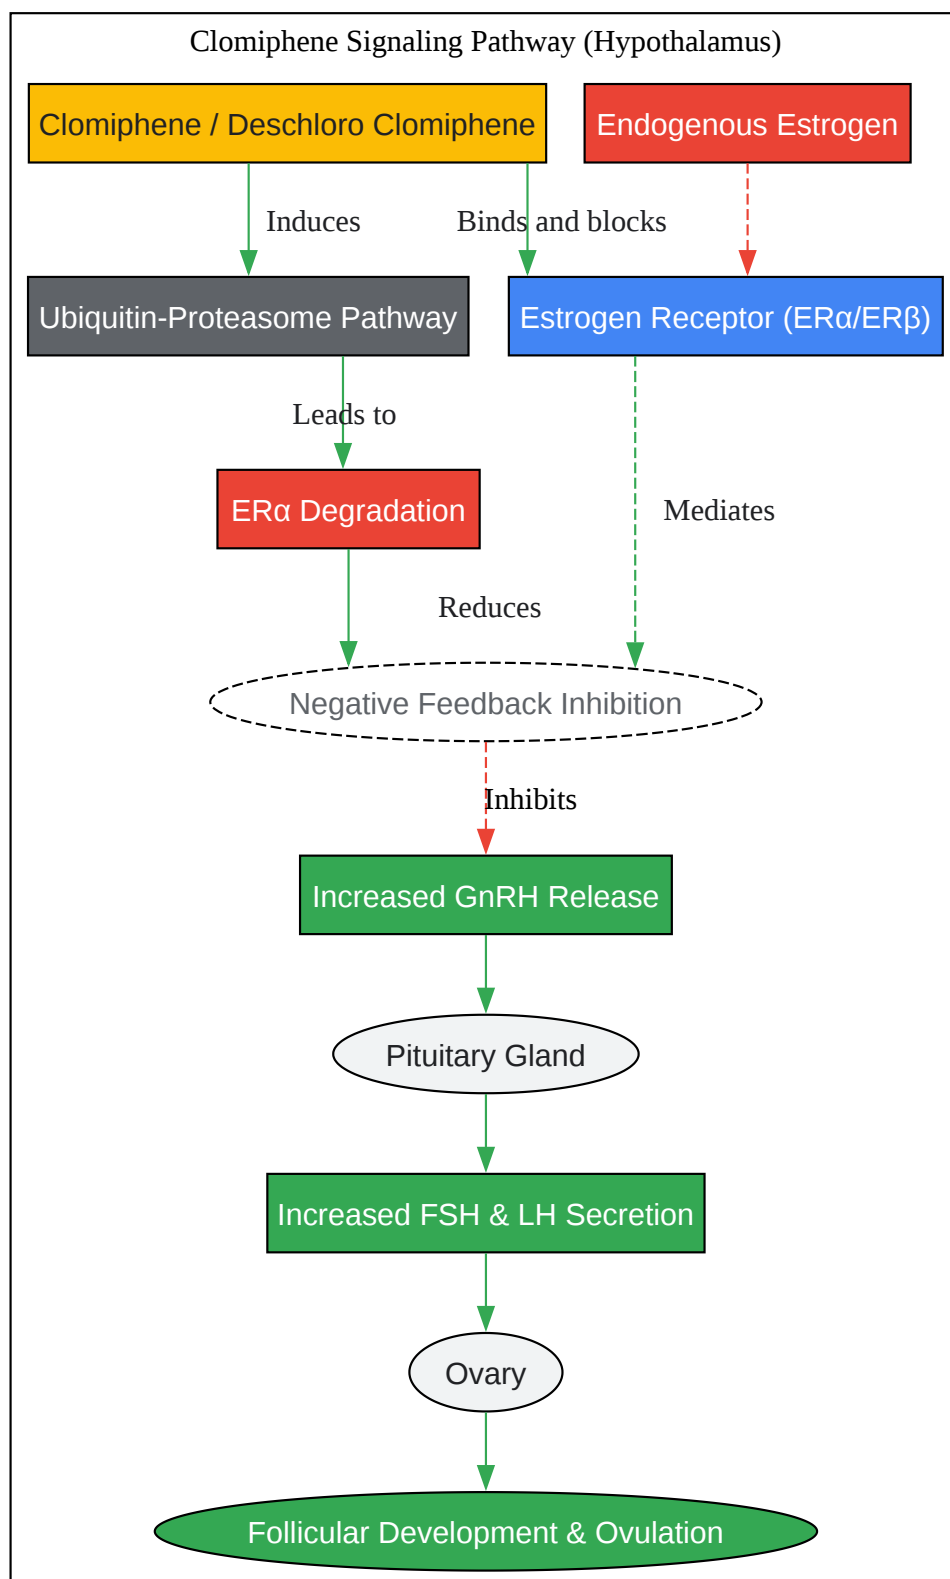 Clomiphene Signaling Pathway (Hypothalamus)
Clomiphene / Deschloro Clomiphene
Endogenous Estrogen
Induces
Binds and blocks
Ubiquitin-Proteasome Pathway
Estrogen Receptor (ERα/ERβ)
Leads to
ERα Degradation
Mediates
Reduces
Negative Feedback Inhibition
Inhibits
Increased GnRH Release
Pituitary Gland
Increased FSH & LH Secretion
Ovary
Follicular Development & Ovulation